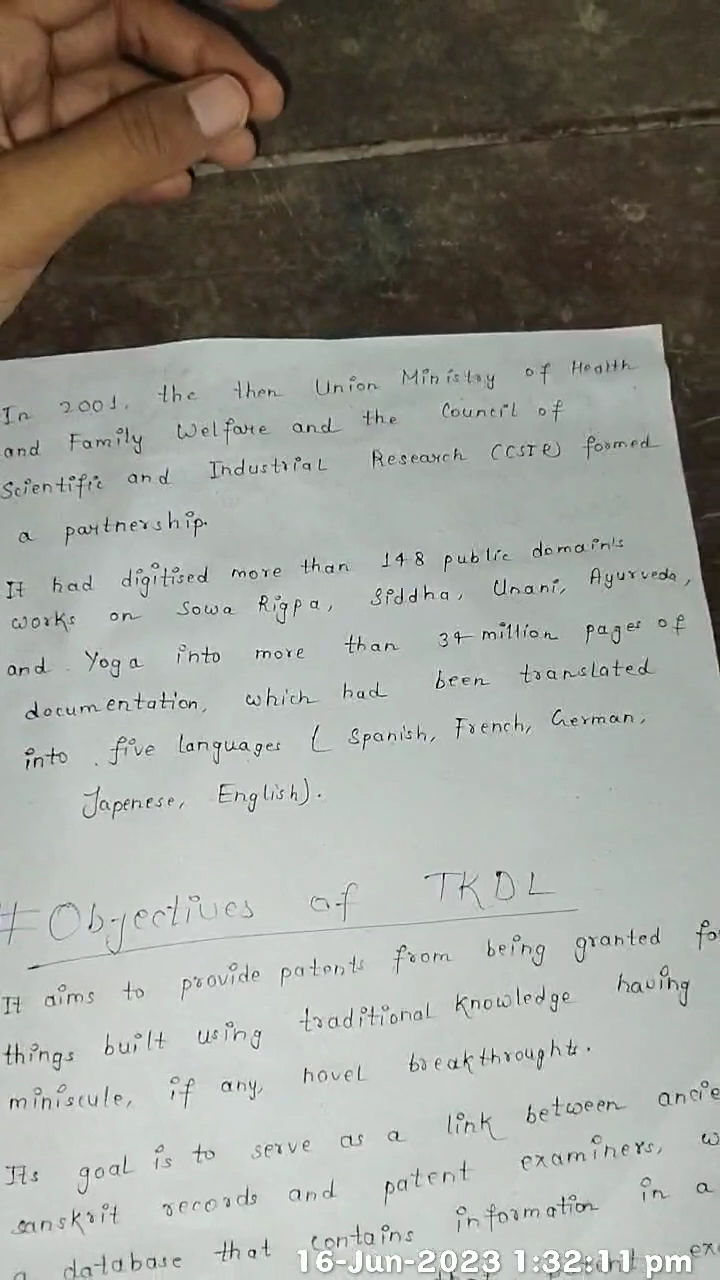 In 2001, the then Union Ministry of Health
and Family Welfare and the Council of
Scientific and Industrial Research (CSIR) formed
a partnership.
It had digitised more than 148 public domain's
works on Sowa Rigpa, Siddha, Unani, Ayurveda,
and Yoga into more than 34 million pages of
documentation, which had been translated
into five languages ( Spanish, French, German,
Japenese, English).
# Objectives of TKDL
It aims to provide patents from being granted fo
things built using traditional knowledge having
miniscule, if any, novel breakthroughts.
Its goal is to serve as a link between ancie
sanskrit records and patent examiners, w
a database that contains information in a
16-Jun-2023 1:32:11 pm